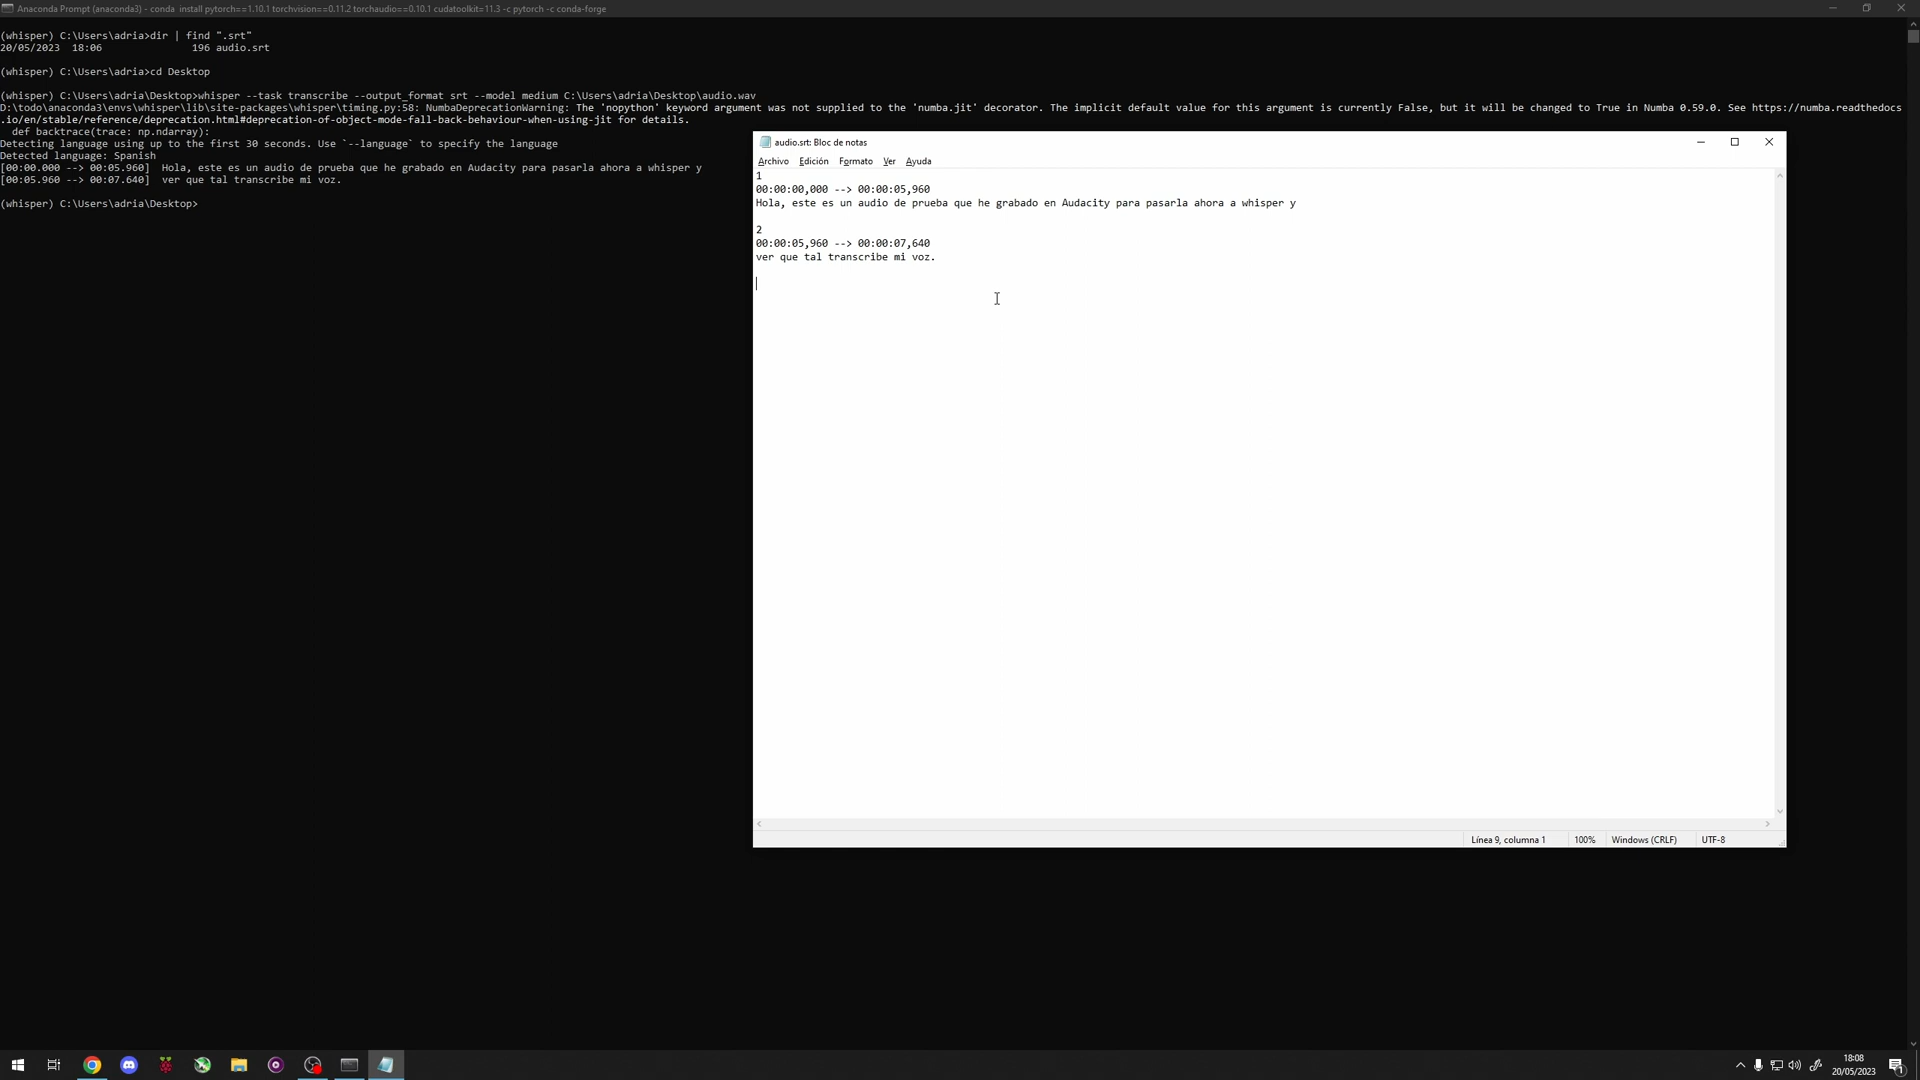 Anaconda Prompt (anaconda3) - conda  install pytorch==1.10.1 torchvision==0.11.2 torchaudio==0.10.1 cudatoolkit=11.3 -c pytorch -c conda-forge
(whisper) C:\Users\adria>dir | find ".srt"
20/05/2023  18:06               196 audio.srt
(whisper) C:\Users\adria>cd Desktop
(whisper) C:\Users\adria\Desktop>whisper --task transcribe --output_format srt --model medium C:\Users\adria\Desktop\audio.wav
D:\todo\anaconda3\envs\whisper\lib\site-packages\whisper\timing.py:58: NumbaDeprecationWarning: The 'nopython' keyword argument was not supplied to the 'numba.jit' decorator. The implicit default value for this argument is currently False, but it will be changed to True in Numba 0.59.0. See https://numba.readthedocs
.io/en/stable/reference/deprecation.html#deprecation-of-object-mode-fall-back-behaviour-when-using-jit for details.
  def backtrace(trace: np.ndarray):
Detecting language using up to the first 30 seconds. Use `--language` to specify the language
Detected language: Spanish
[00:00.000 --> 00:05.960]  Hola, este es un audio de prueba que he grabado en Audacity para pasarla ahora a whisper y
[00:05.960 --> 00:07.640]  ver que tal transcribe mi voz.
(whisper) C:\Users\adria\Desktop>
audio.srt: Bloc de notas
Archivo Edición Formato Ver Ayuda
1
00:00:00,000 --> 00:00:05,960
Hola, este es un audio de prueba que he grabado en Audacity para pasarla ahora a whisper y
2
00:00:05,960 --> 00:00:07,640
ver que tal transcribe mi voz.
Línea 9, columna 1 100% Windows (CRLF) UTF-8
18:08
20/05/2023
1